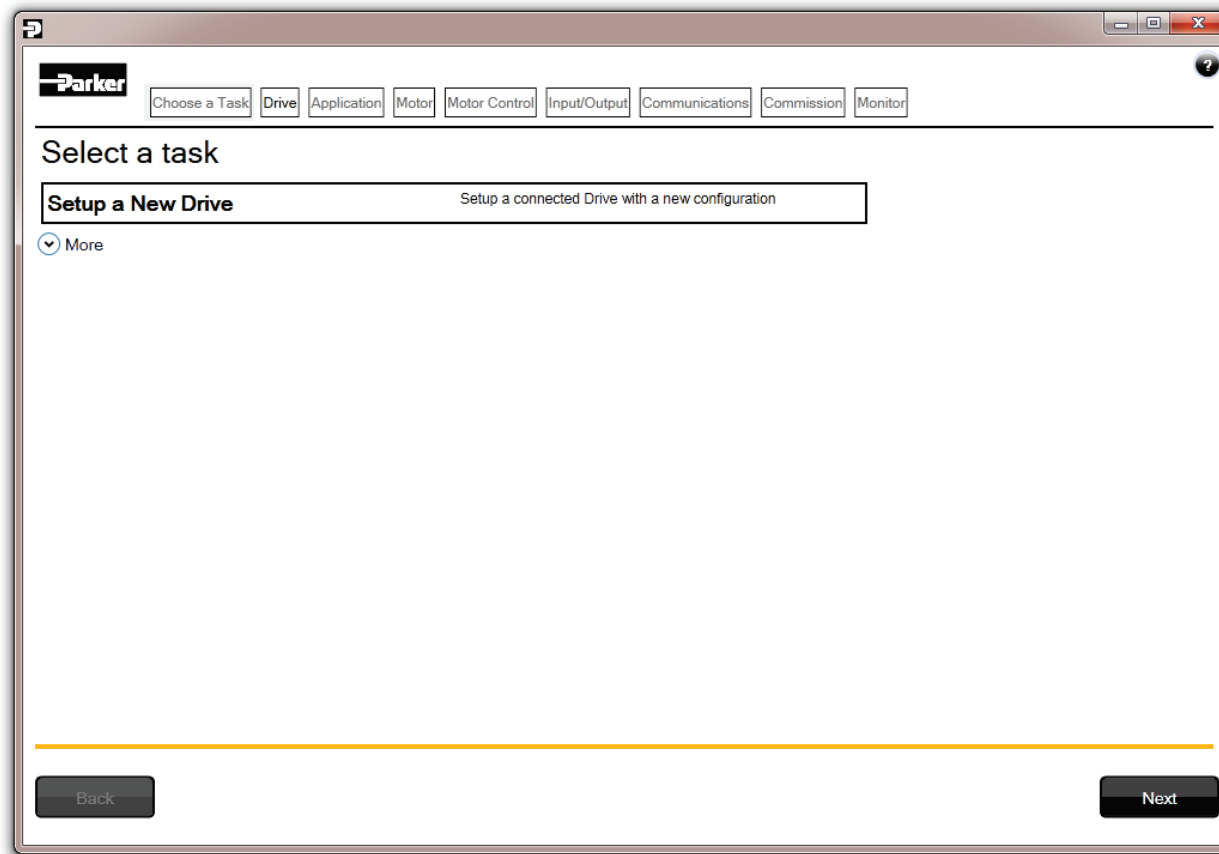 Parker
Choose a Task Drive Application Motor Motor Control Input/Output Communications Commission Monitor
?
Select a task
Setup a New Drive Setup a connected Drive with a new configuration
More
Back Next